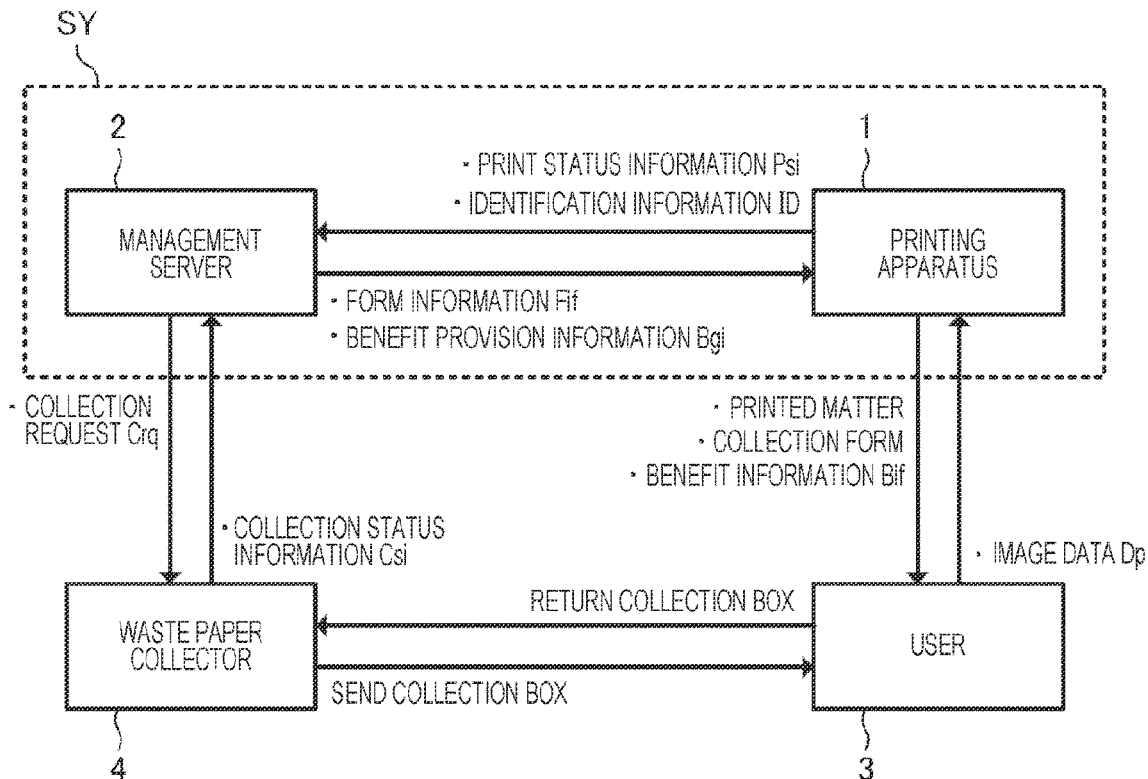 SY
2
1
· PRINT STATUS INFORMATION Psi
· IDENTIFICATION INFORMATION ID
MANAGEMENT
SERVER
PRINTING
APPARATUS
· FORM INFORMATION Fif
· BENEFIT PROVISION INFORMATION Bgi
· COLLECTION
REQUEST Crq
· PRINTED MATTER
· COLLECTION FORM
· BENEFIT INFORMATION Bif
· COLLECTION STATUS
INFORMATION Csi
· IMAGE DATA Dp
RETURN COLLECTION BOX
WASTE PAPER
COLLECTOR
USER
SEND COLLECTION BOX
4
3